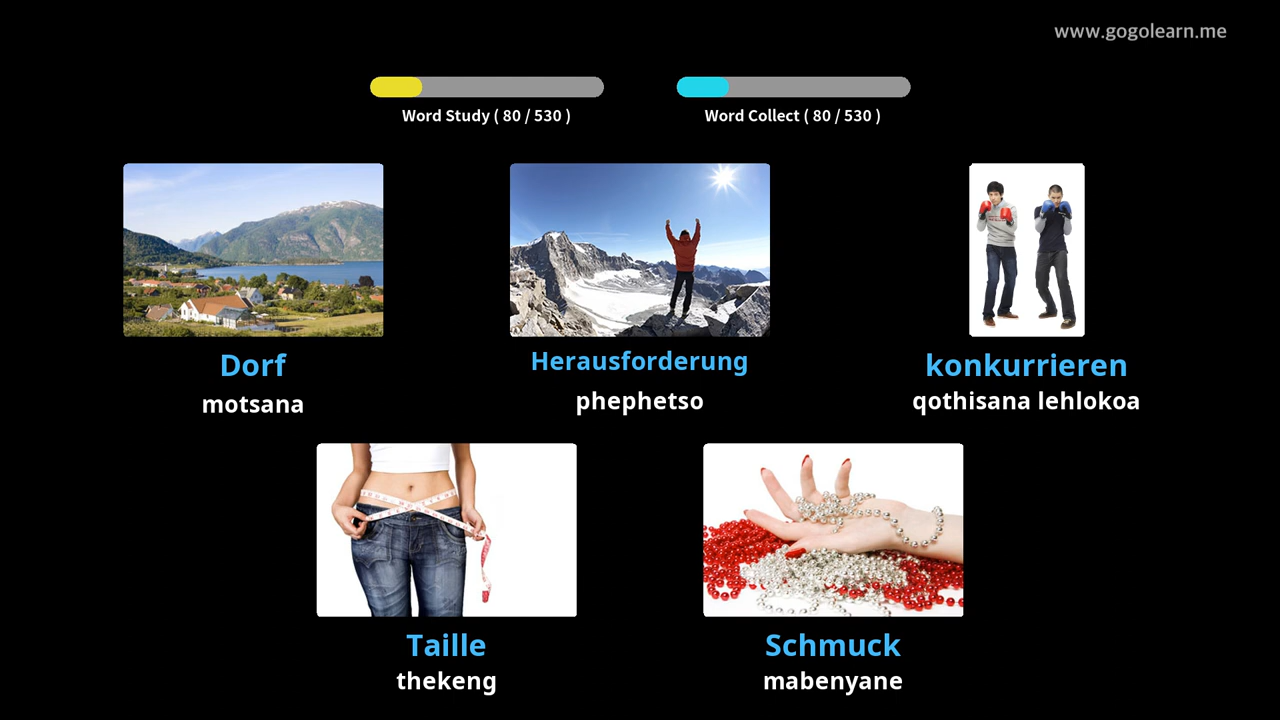 www.gogolearn.me
Word Study ( 80 / 530 )
Word Collect ( 80 / 530 )
Dorf
motsana
Herausforderung
phephetso
konkurrieren
qothisana lehlokoa
Taille
thekeng
Schmuck
mabenyane